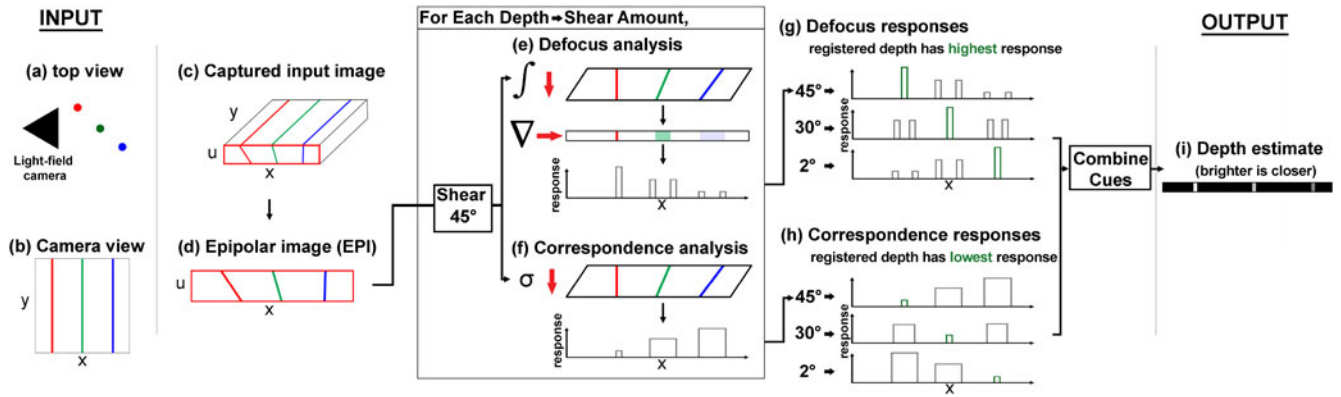 INPUT
(a) top view
Light-field
camera
(b) Camera view
y
x
(c) Captured input image
y
u
x
(d) Epipolar image (EPI)
u
x
For Each Depth➡Shear Amount,
Shear
45°
(e) Defocus analysis
∫
∇
response
x
(f) Correspondence analysis
σ
x
(g) Defocus responses
registered depth has highest response
45°
30°
2°
response
x
(h) Correspondence responses
registered depth has lowest response
45°
30°
2°
response
x
Combine
Cues
OUTPUT
(i) Depth estimate
(brighter is closer)